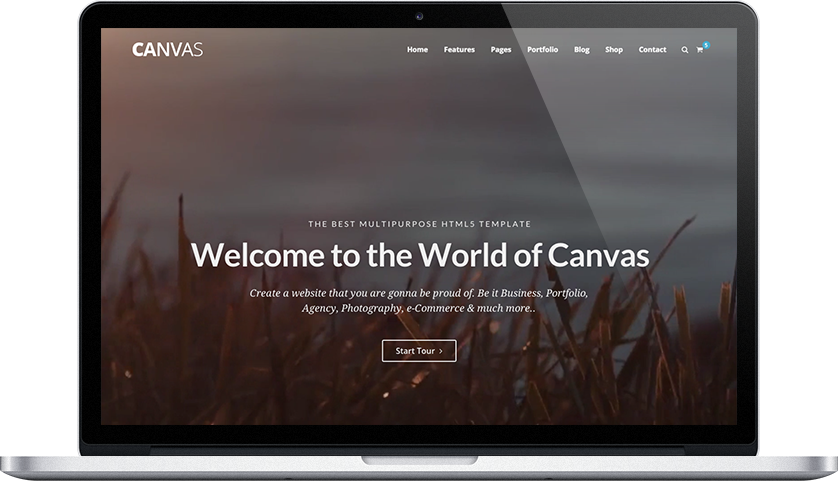 CANVAS
Home Features Pages Portfolio Blog Shop Contact 5
THE BEST MULTIPURPOSE HTML5 TEMPLATE
Welcome to the World of Canvas
Create a website that you are gonna be proud of. Be it Business, Portfolio,
Agency, Photography, e-Commerce & much more..
Start Tour